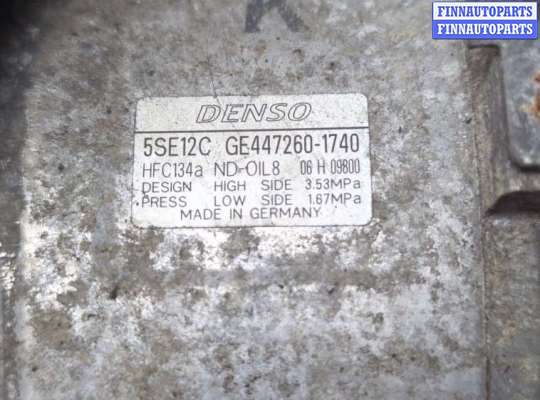 FINNAUTOPARTS
FINNAUTOPARTS
K
DENSO
5SE12C GE447260-1740
HFC134a ND-OIL8 06 H 09800
DESIGN HIGH SIDE 3.53MPa
PRESS LOW SIDE 1.67MPa
MADE IN GERMANY